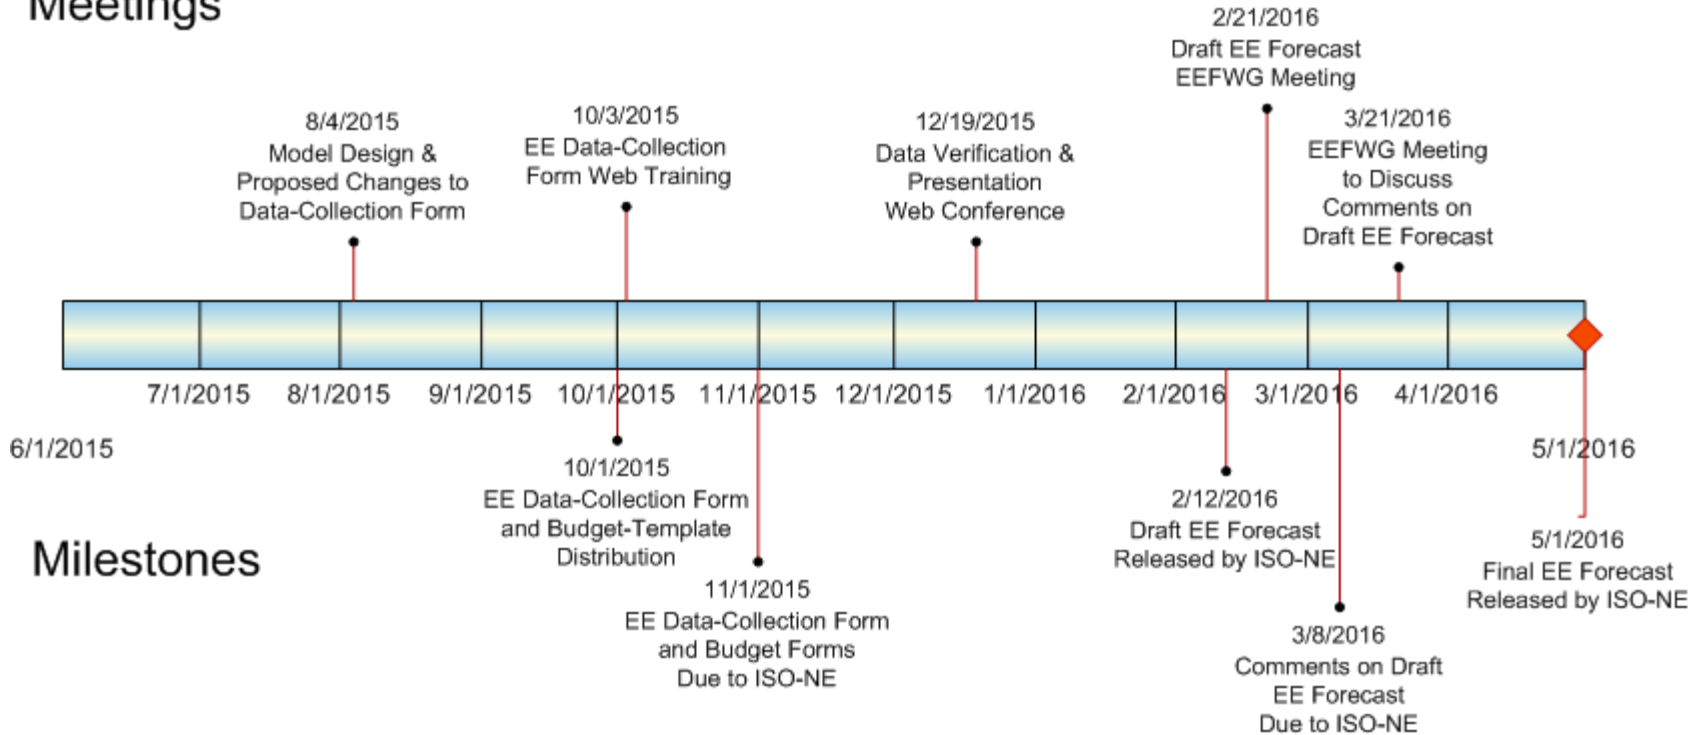 Meetings
2/21/2016
Draft EE Forecast
EEFWG Meeting
8/4/2015
Model Design &
Proposed Changes to
Data-Collection Form
10/3/2015
EE Data-Collection
Form Web Training
12/19/2015
Data Verification &
Presentation
Web Conference
3/21/2016
EEFWG Meeting
to Discuss
Comments on
Draft EE Forecast
7/1/2015
8/1/2015
9/1/2015
10/1/2015
11/1/2015
12/1/2015
1/1/2016
2/1/2016
3/1/2016
4/1/2016
6/1/2015
5/1/2016
Milestones
10/1/2015
EE Data-Collection Form
and Budget-Template
Distribution
11/1/2015
EE Data-Collection Form
and Budget Forms
Due to ISO-NE
2/12/2016
Draft EE Forecast
Released by ISO-NE
3/8/2016
Comments on Draft
EE Forecast
Due to ISO-NE
5/1/2016
Final EE Forecast
Released by ISO-NE